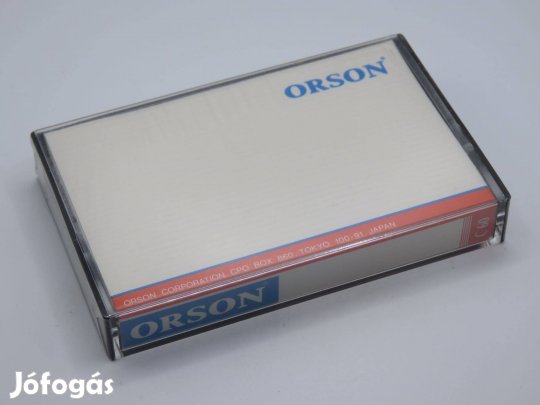 ORSON
ORSON CORPORATION, CPO BOX 860, TOKYO 100-91 JAPAN
ORSON
Jófogás